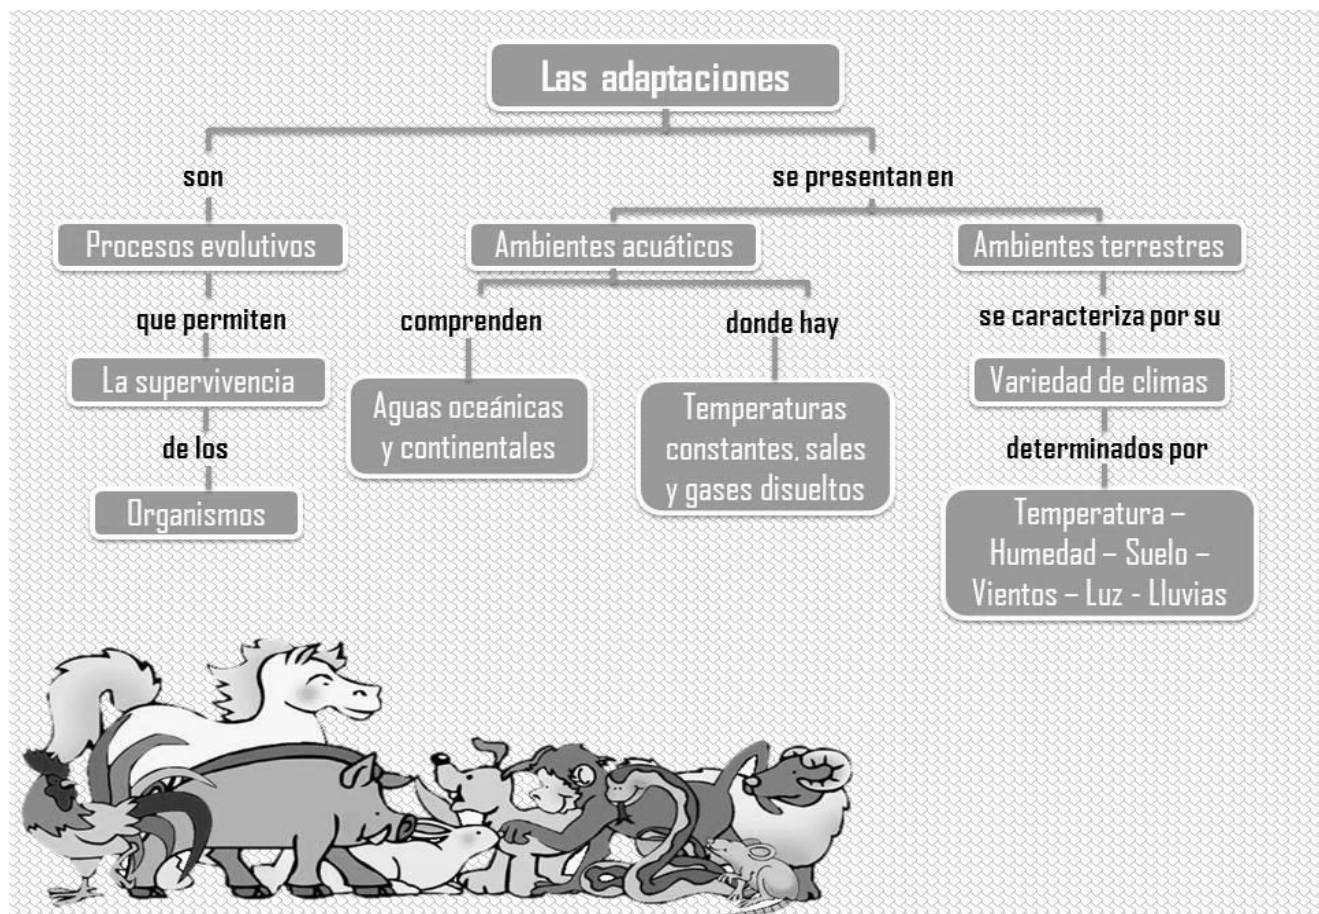 Las adaptaciones
son
se presentan en
Procesos evolutivos
Ambientes acuáticos
Ambientes terrestres
que permiten
comprenden
donde hay
se caracteriza por su
La supervivencia
Aguas oceánicas
y continentales
Temperaturas
constantes, sales
y gases disueltos
Variedad de climas
de los
determinados por
Organismos
Temperatura –
Humedad – Suelo –
Vientos – Luz - Lluvias